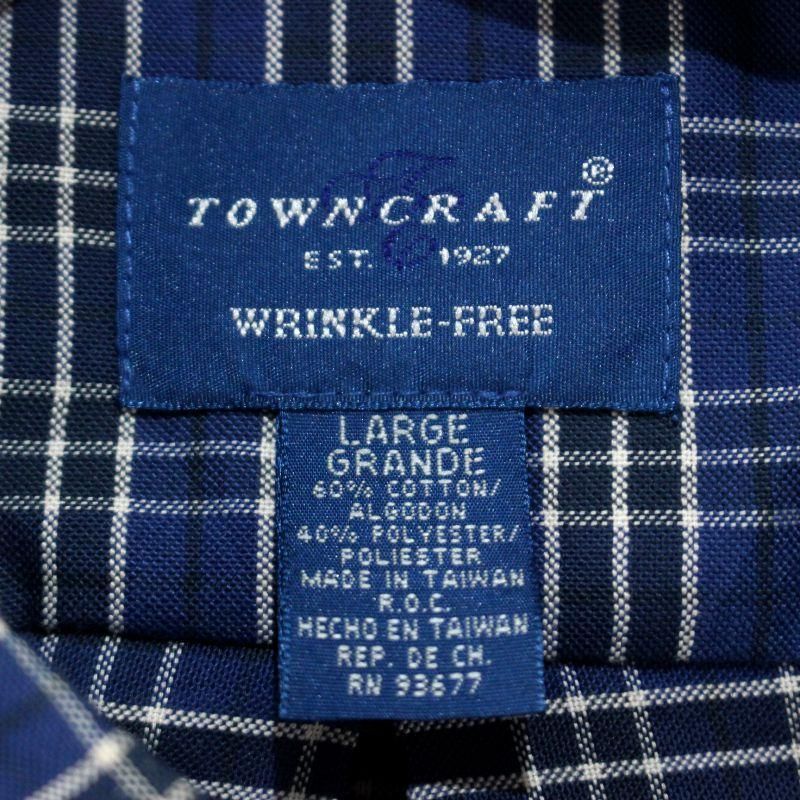 TOWNCRAFT®
EST. 1927
WRINKLE-FREE
LARGE
GRANDE
60% COTTON/
ALGODON
40% POLYESTER/
POLIESTER
MADE IN TAIWAN
R.O.C.
HECHO EN TAIWAN
REP. DE CH.
RN 93677